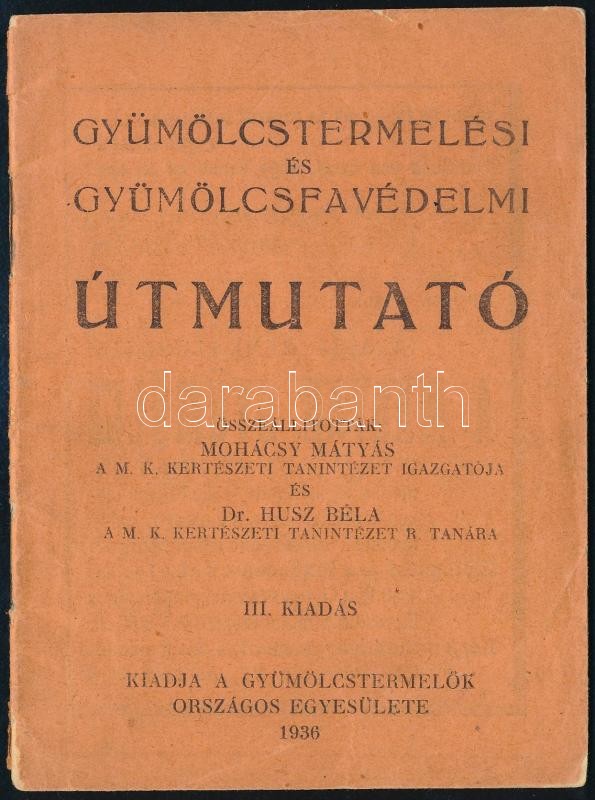 GYÜMÖLCSTERMELÉSI
ÉS
GYÜMÖLCSFAVÉDELMI
ÚTMUTATÓ
darabanth
ÖSSZEÁLLITOTTÁK:
MOHÁCSY MÁTYÁS
A M. K. KERTÉSZETI TANINTÉZET IGAZGATÓJA
ÉS
Dr. HUSZ BÉLA
A M. K. KERTÉSZETI TANINTÉZET R. TANÁRA
III. KIADÁS
KIADJA A GYÜMÖLCSTERMELŐK
ORSZÁGOS EGYESÜLETE
1936